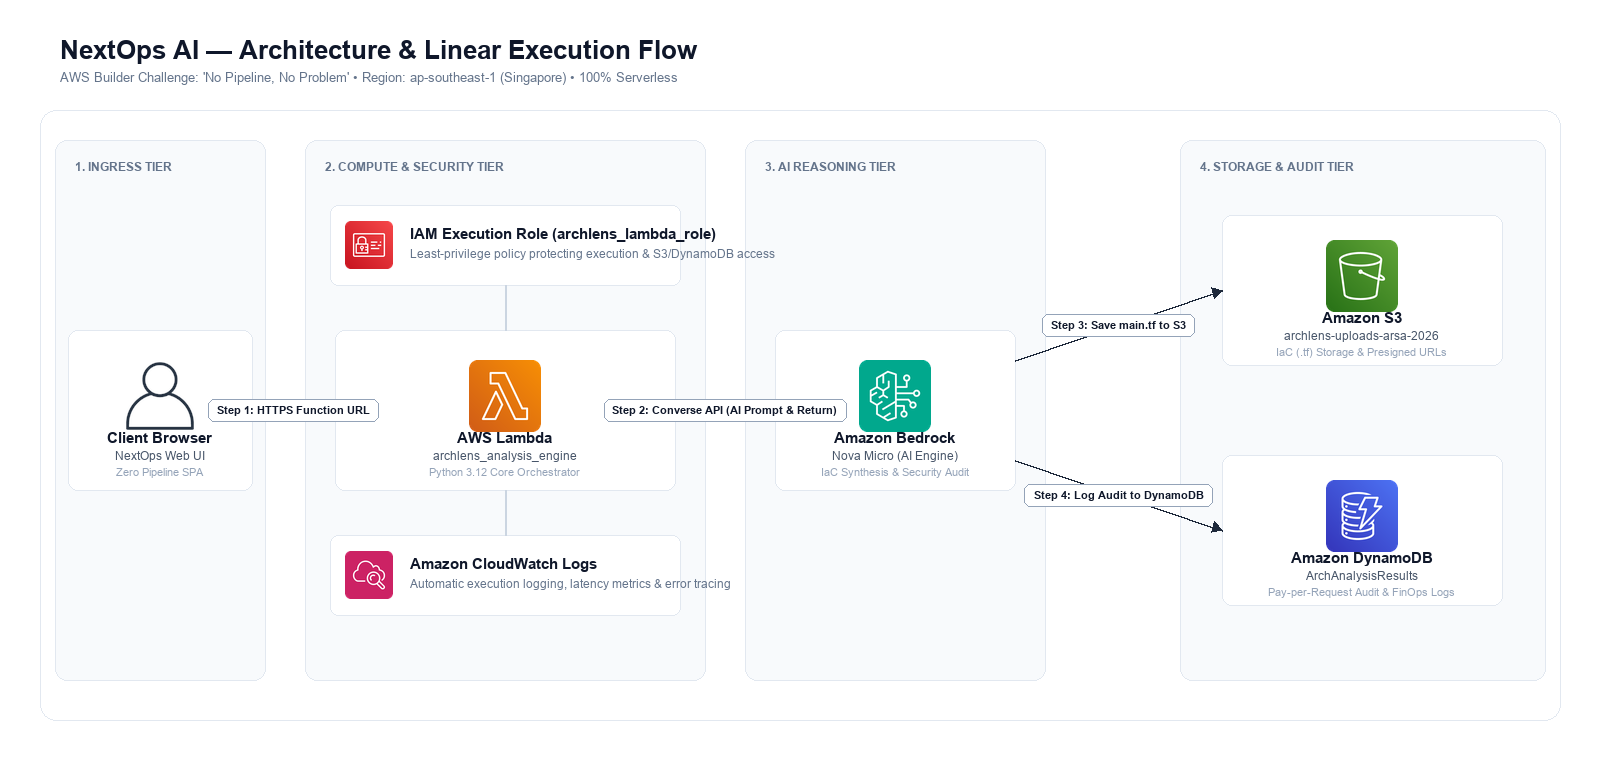 NextOps AI — Architecture & Linear Execution Flow
AWS Builder Challenge: 'No Pipeline, No Problem' • Region: ap-southeast-1 (Singapore) • 100% Serverless
1. INGRESS TIER
Client Browser
NextOps Web UI
Zero Pipeline SPA
Step 1: HTTPS Function URL
2. COMPUTE & SECURITY TIER
IAM Execution Role (archlens_lambda_role)
Least-privilege policy protecting execution & S3/DynamoDB access
AWS Lambda
archlens_analysis_engine
Python 3.12 Core Orchestrator
Amazon CloudWatch Logs
Automatic execution logging, latency metrics & error tracing
Step 2: Converse API (AI Prompt & Return)
3. AI REASONING TIER
Amazon Bedrock
Nova Micro (AI Engine)
IaC Synthesis & Security Audit
Step 3: Save main.tf to S3
Step 4: Log Audit to DynamoDB
4. STORAGE & AUDIT TIER
Amazon S3
archlens-uploads-arsa-2026
IaC (.tf) Storage & Presigned URLs
Amazon DynamoDB
ArchAnalysisResults
Pay-per-Request Audit & FinOps Logs